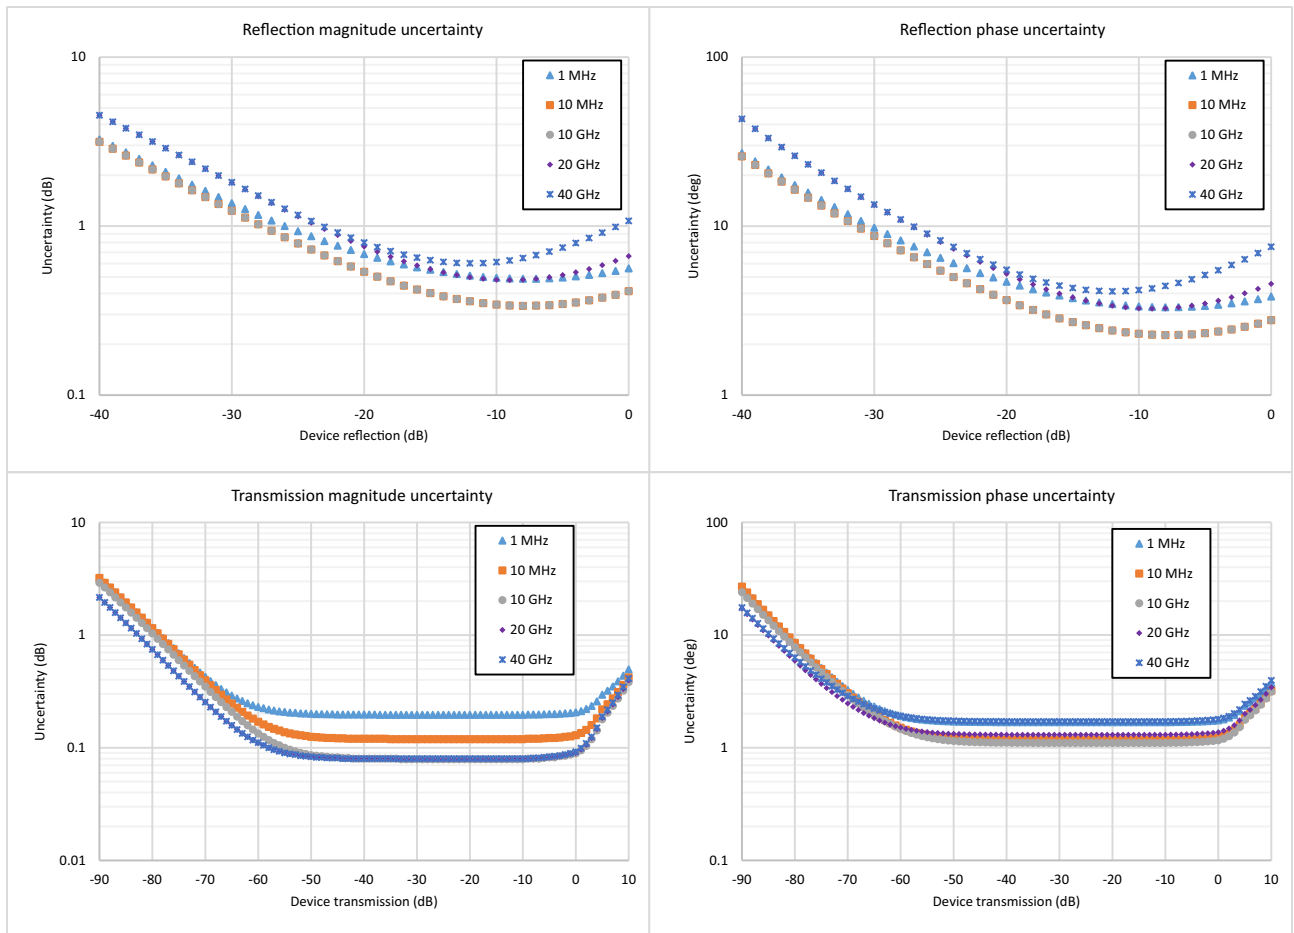 Reflection magnitude uncertainty
10
1
0.1
Uncertainty (dB)
1 MHz
10 MHz
10 GHz
20 GHz
40 GHz
-40 -30 -20 -10 0
Device reflection (dB)
Reflection phase uncertainty
100
10
1
Uncertainty (deg)
1 MHz
10 MHz
10 GHz
20 GHz
40 GHz
-40 -30 -20 -10 0
Device reflection (dB)
Transmission magnitude uncertainty
10
1
0.1
0.01
Uncertainty (dB)
1 MHz
10 MHz
10 GHz
20 GHz
40 GHz
-90 -80 -70 -60 -50 -40 -30 -20 -10 0 10
Device transmission (dB)
Transmission phase uncertainty
100
10
1
0.1
Uncertainty (deg)
1 MHz
10 MHz
10 GHz
20 GHz
40 GHz
-90 -80 -70 -60 -50 -40 -30 -20 -10 0 10
Device transmission (dB)